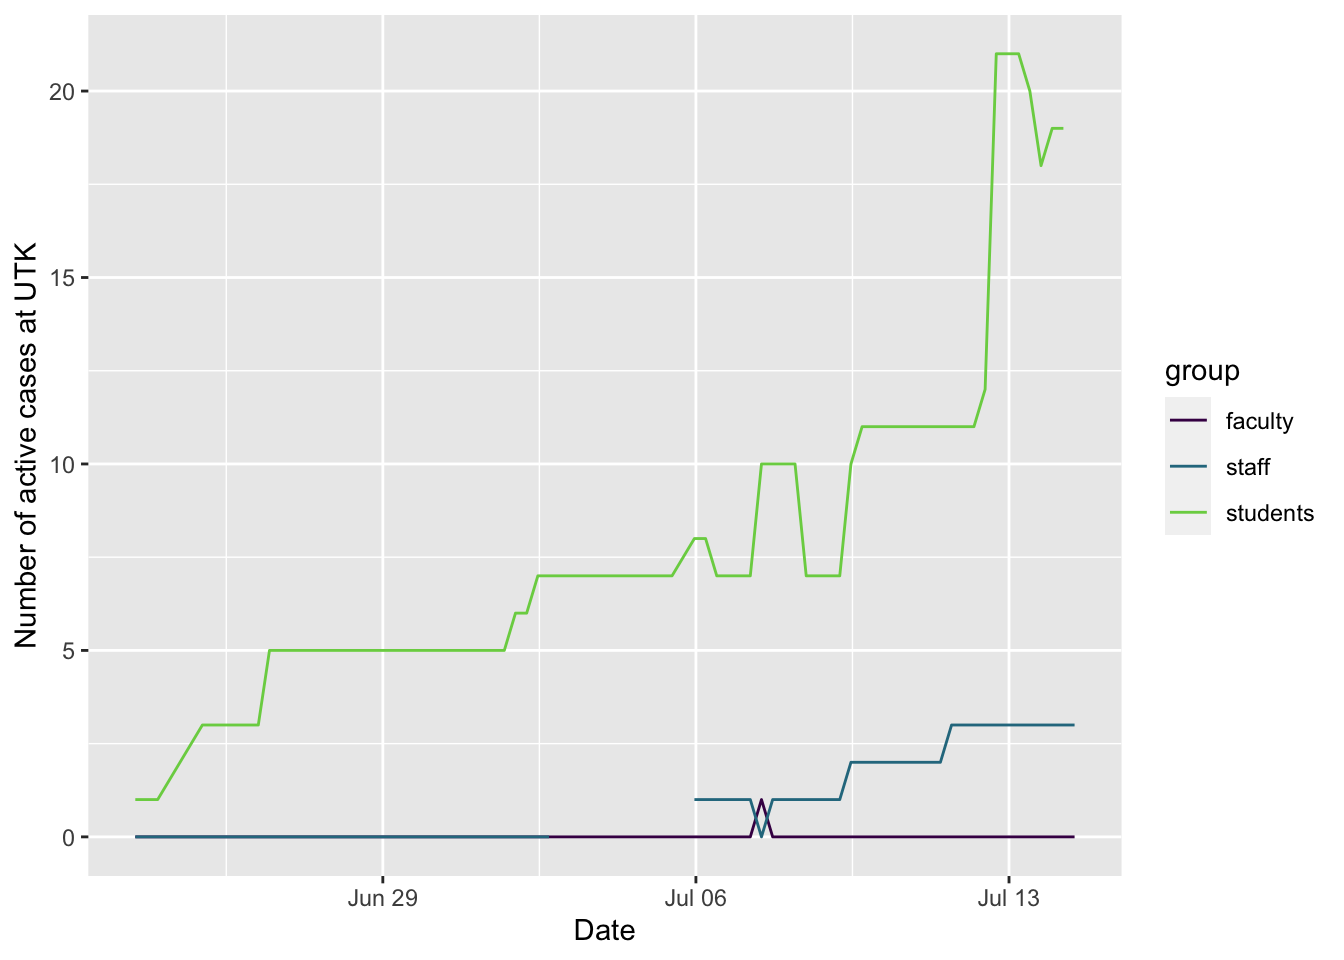 Number of active cases at UTK
20
15
10
5
0
Jun 29
Jul 06
Jul 13
Date
group
faculty
staff
students